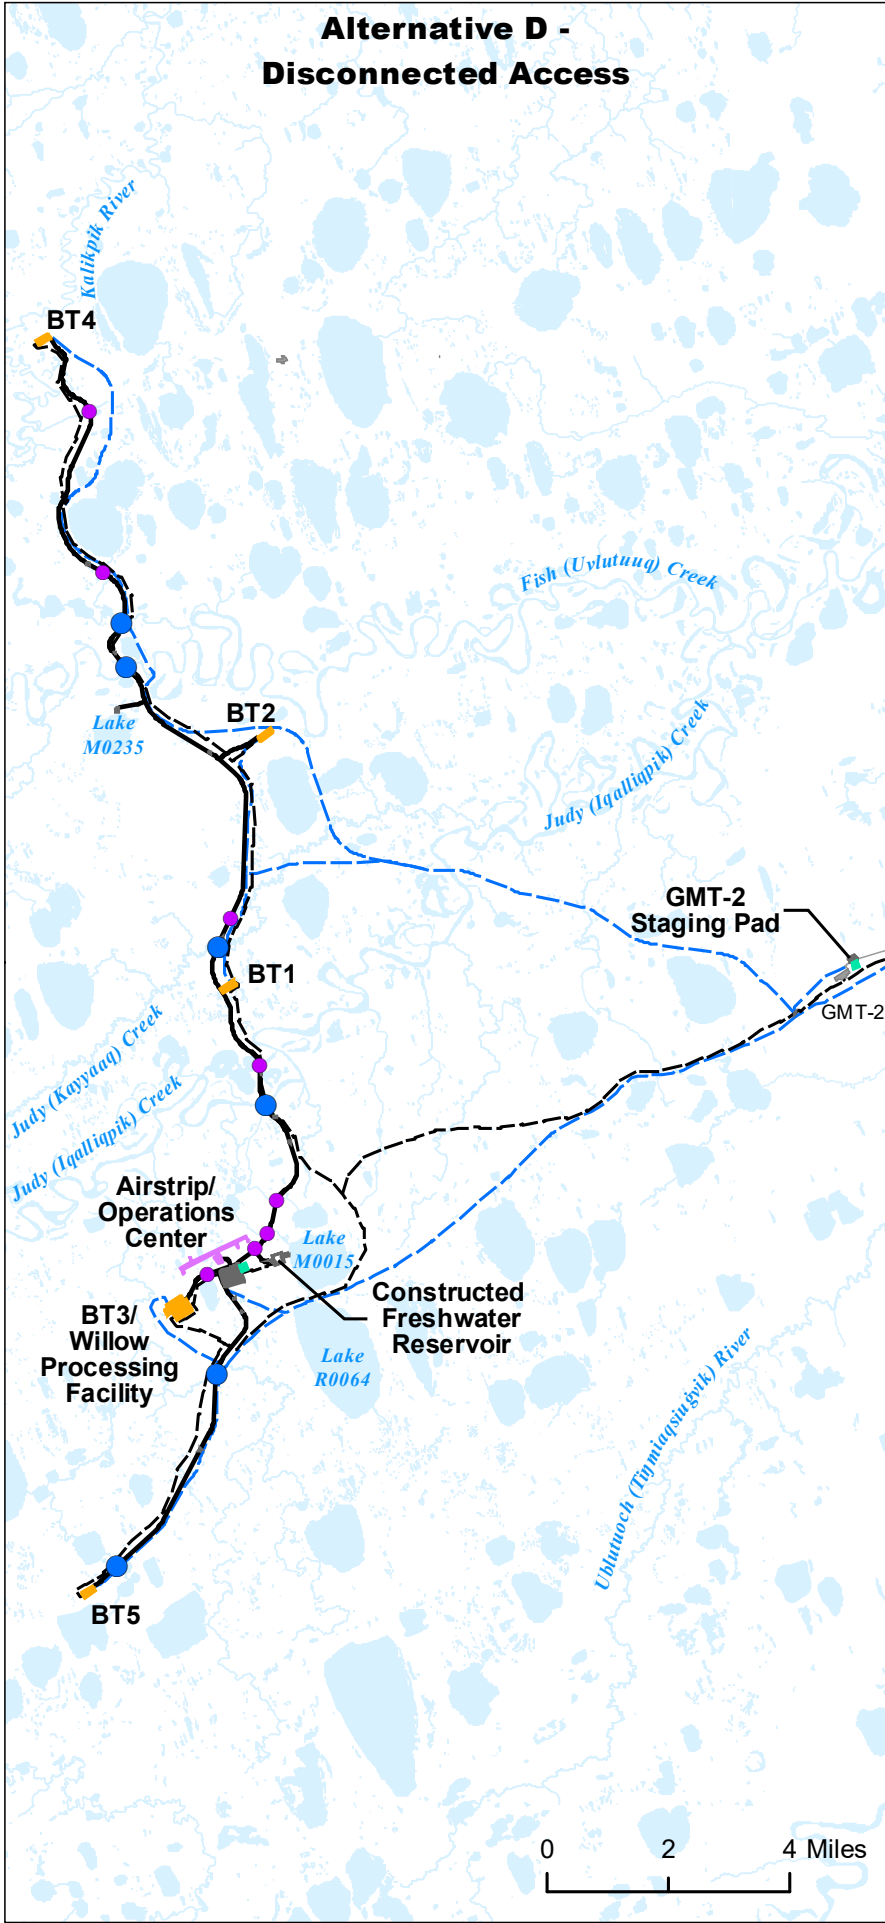 Alternative D -
Disconnected Access
Kalikpik River
BT4
Fish (Uvlutuuq) Creek
BT2
Lake
M0235
Judy (Iqalliqpik) Creek
GMT-2
Staging Pad
BT1
GMT-2
Judy (Kayyaaq) Creek
Judy (Iqalliqpik) Creek
Airstrip/
Operations
Center
Lake
M0015
Constructed
Freshwater
Reservoir
BT3/
Willow
Processing
Facility
Lake
R0064
Ublutuoch (Tiŋmiaqsiuġvik) River
BT5
0 2 4 Miles